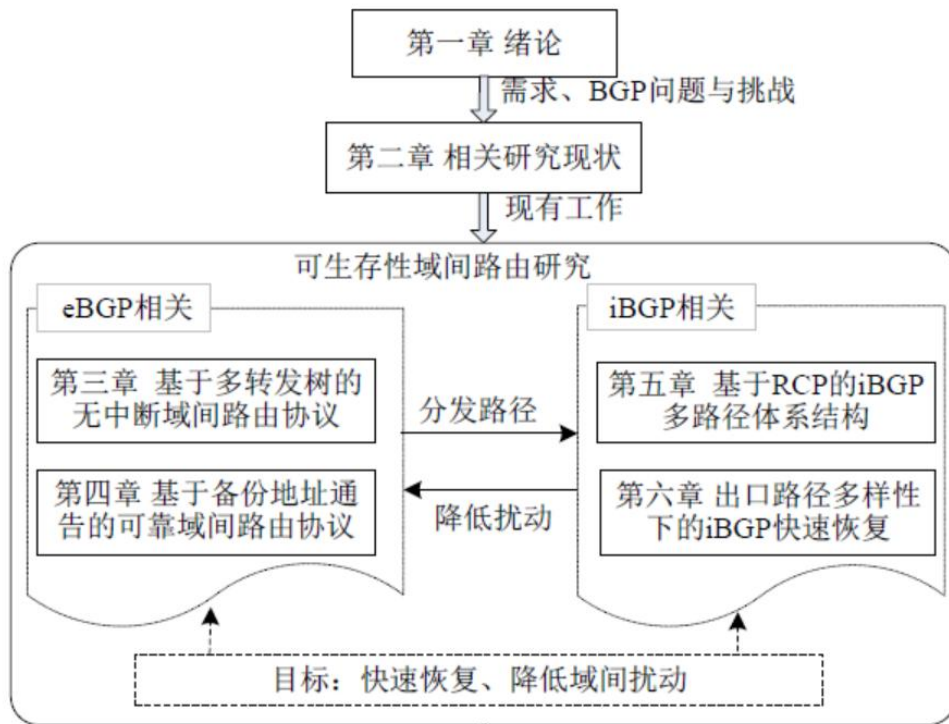 第一章 绪论
需求、BGP问题与挑战
第二章 相关研究现状
现有工作
可生存性域间路由研究
eBGP相关
第三章 基于多转发树的
无中断域间路由协议
第四章 基于备份地址通
告的可靠域间路由协议
分发路径
降低扰动
iBGP相关
第五章 基于RCP的iBGP
多路径体系结构
第六章 出口路径多样性
下的iBGP快速恢复
目标：快速恢复、降低域间扰动